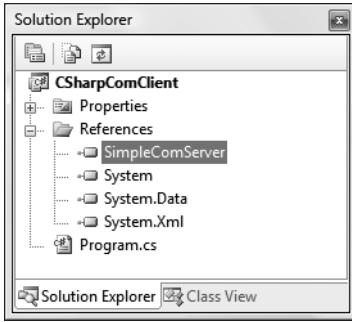 Solution Explorer
CSharpComClient
Properties
References
SimpleComServer
System
System.Data
System.Xml
Program.cs
Solution Explorer Class View